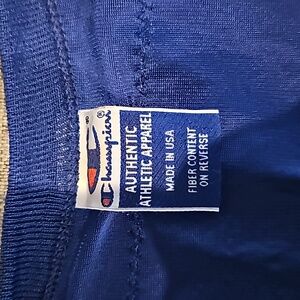 Champion
AUTHENTIC
ATHLETIC APPAREL
MADE IN USA
FIBER CONTENT
ON REVERSE